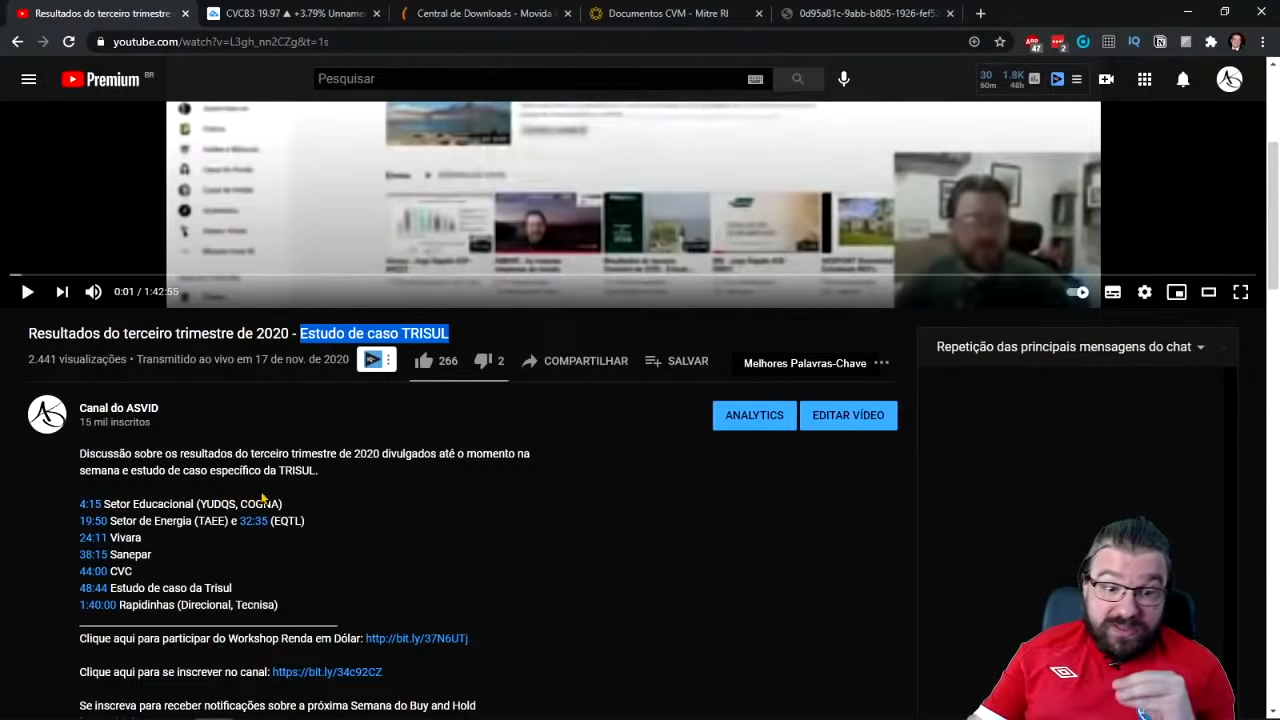 Resultados do terceiro trimestre
CVCB3 19.97 ▲ +3.79% Unname
Central de Downloads - Movida
Documentos CVM - Mitre RI
0d95a81c-9abb-b805-1926-fef52
youtube.com/watch?v=L3gh_nn2CZg&t=1s
47
2
IQ
Premium BR
Pesquisar
30 1.8K
60m 48h
0:01 / 1:42:55
Resultados do terceiro trimestre de 2020 - Estudo de caso TRISUL
2.441 visualizações • Transmitido ao vivo em 17 de nov. de 2020
266
2
COMPARTILHAR
SALVAR
Melhores Palavras-Chave
Repetição das principais mensagens do chat
Canal do ASVID
15 mil inscritos
ANALYTICS
EDITAR VÍDEO
Discussão sobre os resultados do terceiro trimestre de 2020 divulgados até o momento na
semana e estudo de caso específico da TRISUL.
4:15 Setor Educacional (YUDQS, COGNA)
19:50 Setor de Energia (TAEE) e 32:35 (EQTL)
24:11 Vivara
38:15 Sanepar
44:00 CVC
48:44 Estudo de caso da Trisul
1:40:00 Rapidinhas (Direcional, Tecnisa)
Clique aqui para participar do Workshop Renda em Dólar: http://bit.ly/37N6UTj
Clique aqui para se inscrever no canal: https://bit.ly/34c92CZ
Se inscreva para receber notificações sobre a próxima Semana do Buy and Hold